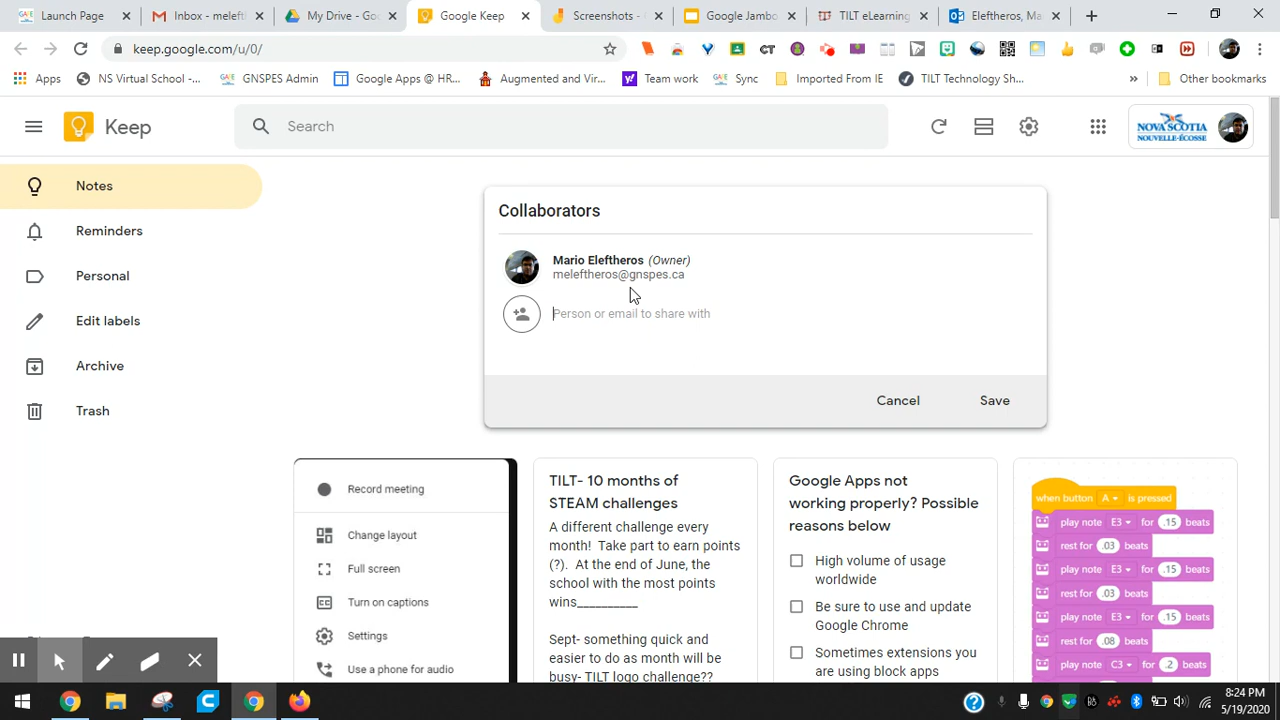 Launch Page
Inbox - meleft
My Drive - Goo
Google Keep
Screenshots -
Google Jambo
TILT eLearning
Eleftheros, Ma
keep.google.com/u/0/
Apps
NS Virtual School -...
GNSPES Admin
Google Apps @ HR...
Augmented and Vir...
Team work
Sync
Imported From IE
TILT Technology Sh...
Other bookmarks
Keep
Search
NOVA SCOTIA
NOUVELLE-ÉCOSSE
Notes
Reminders
Personal
Edit labels
Archive
Trash
Collaborators
Mario Eleftheros (Owner)
meleftheros@gnspes.ca
Person or email to share with
Cancel
Save
Record meeting
Change layout
Full screen
Turn on captions
Settings
Use a phone for audio
TILT- 10 months of
STEAM challenges
A different challenge every
month! Take part to earn points
(?). At the end of June, the
school with the most points
wins__________
Sept- something quick and
easier to do as month will be
busy- TILT logo challenge??
Google Apps not
working properly? Possible
reasons below
High volume of usage
worldwide
Be sure to use and update
Google Chrome
Sometimes extensions you
are using block apps
when button A is pressed
play note E3 for .15 beats
rest for .03 beats
play note E3 for .15 beats
rest for .03 beats
play note E3 for .15 beats
rest for .08 beats
play note C3 for .2 beats
8:24 PM
5/19/2020